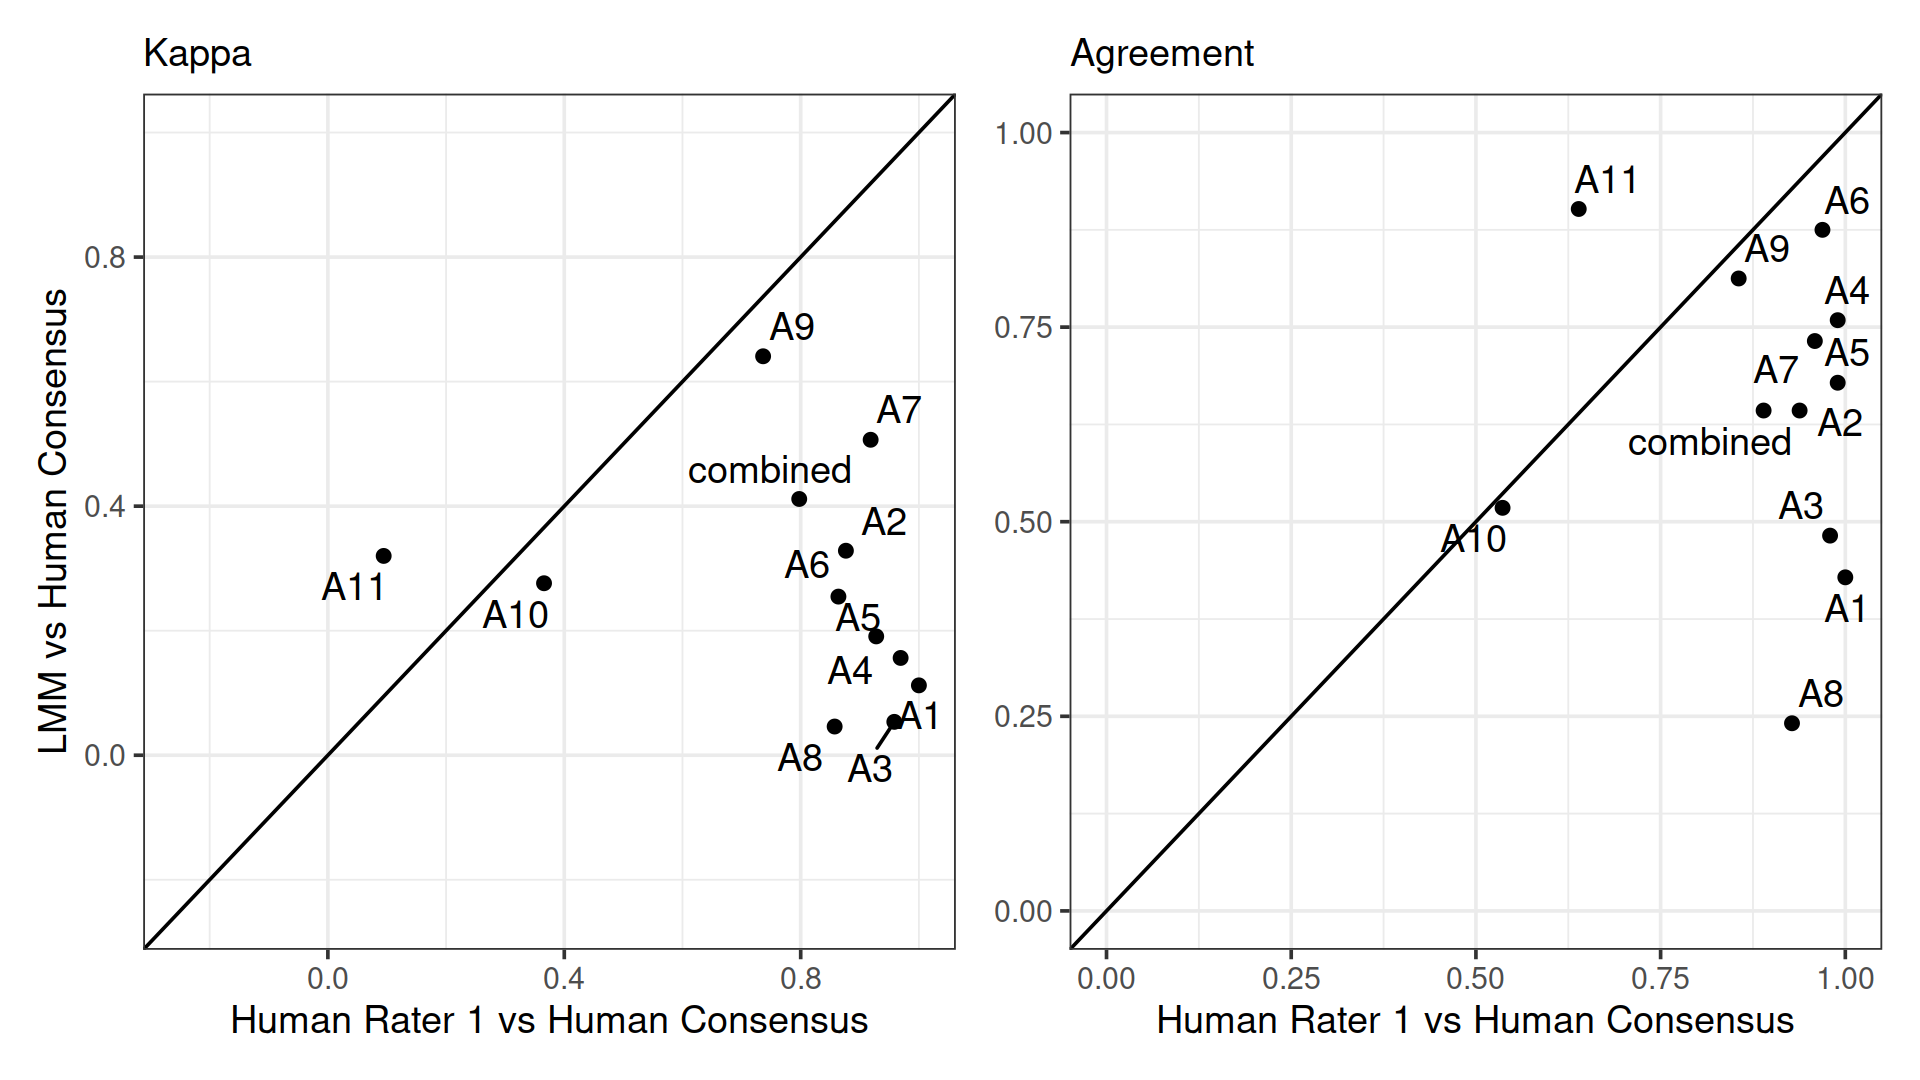 Kappa
LMM vs Human Consensus
0.8
0.4
0.0
A9
A7
combined
A2
A6
A11
A10
A5
A4
A1
A8
A3
0.0
0.4
0.8
Human Rater 1 vs Human Consensus
Agreement
1.00
0.75
0.50
0.25
0.00
A11
A6
A9
A4
A5
A7
A2
combined
A3
A10
A1
A8
0.00
0.25
0.50
0.75
1.00
Human Rater 1 vs Human Consensus